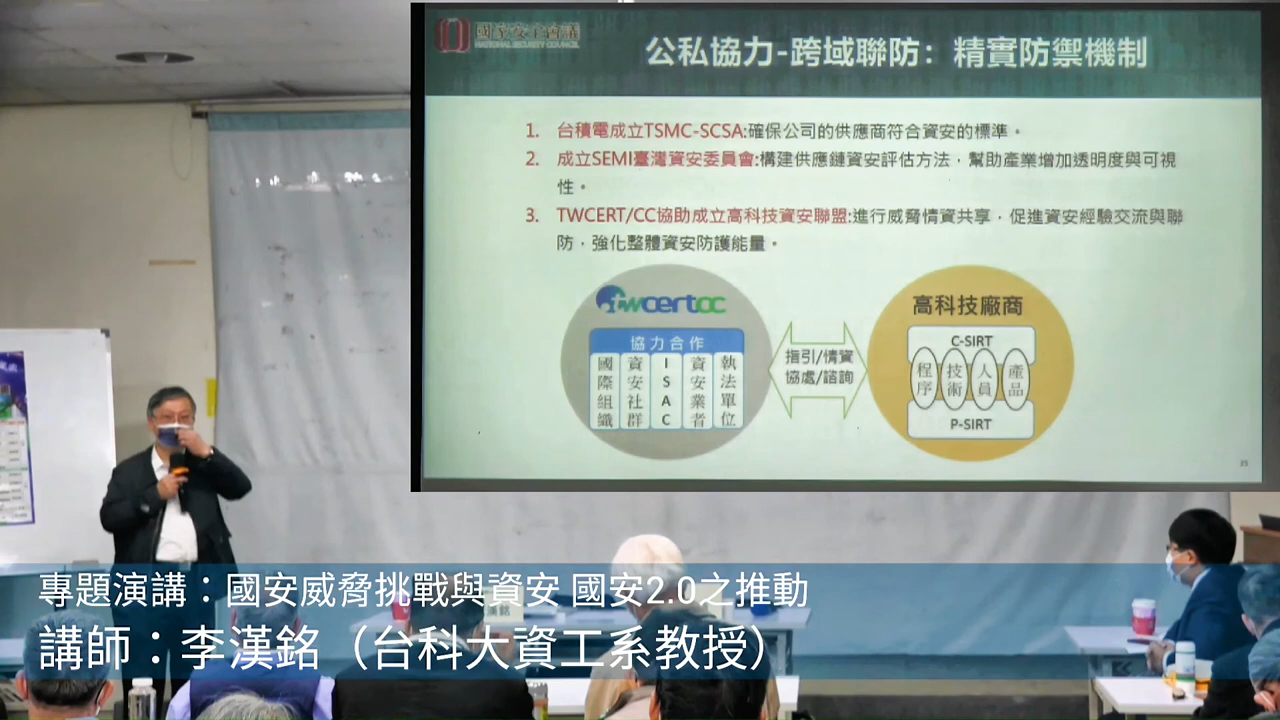 國家安全會議
NATIONAL SECURITY COUNCIL
公私協力-跨域聯防：精實防禦機制
1. 台積電成立TSMC-SCSA:確保公司的供應商符合資安的標準。
2. 成立SEMI臺灣資安委員會:構建供應鏈資安評估方法，幫助產業增加透明度與可視
性。
3. TWCERT/CC協助成立高科技資安聯盟:進行威脅情資共享，促進資安經驗交流與聯
防，強化整體資安防護能量。
twcertcc
協力合作
國際組織
資安社群
ISAC
資安業者
執法單位
指引/情資
協處/諮詢
高科技廠商
C-SIRT
程序
技術
人員
產品
P-SIRT
35
專題演講：國安威脅挑戰與資安 國安2.0之推動
講師：李漢銘（台科大資工系教授）